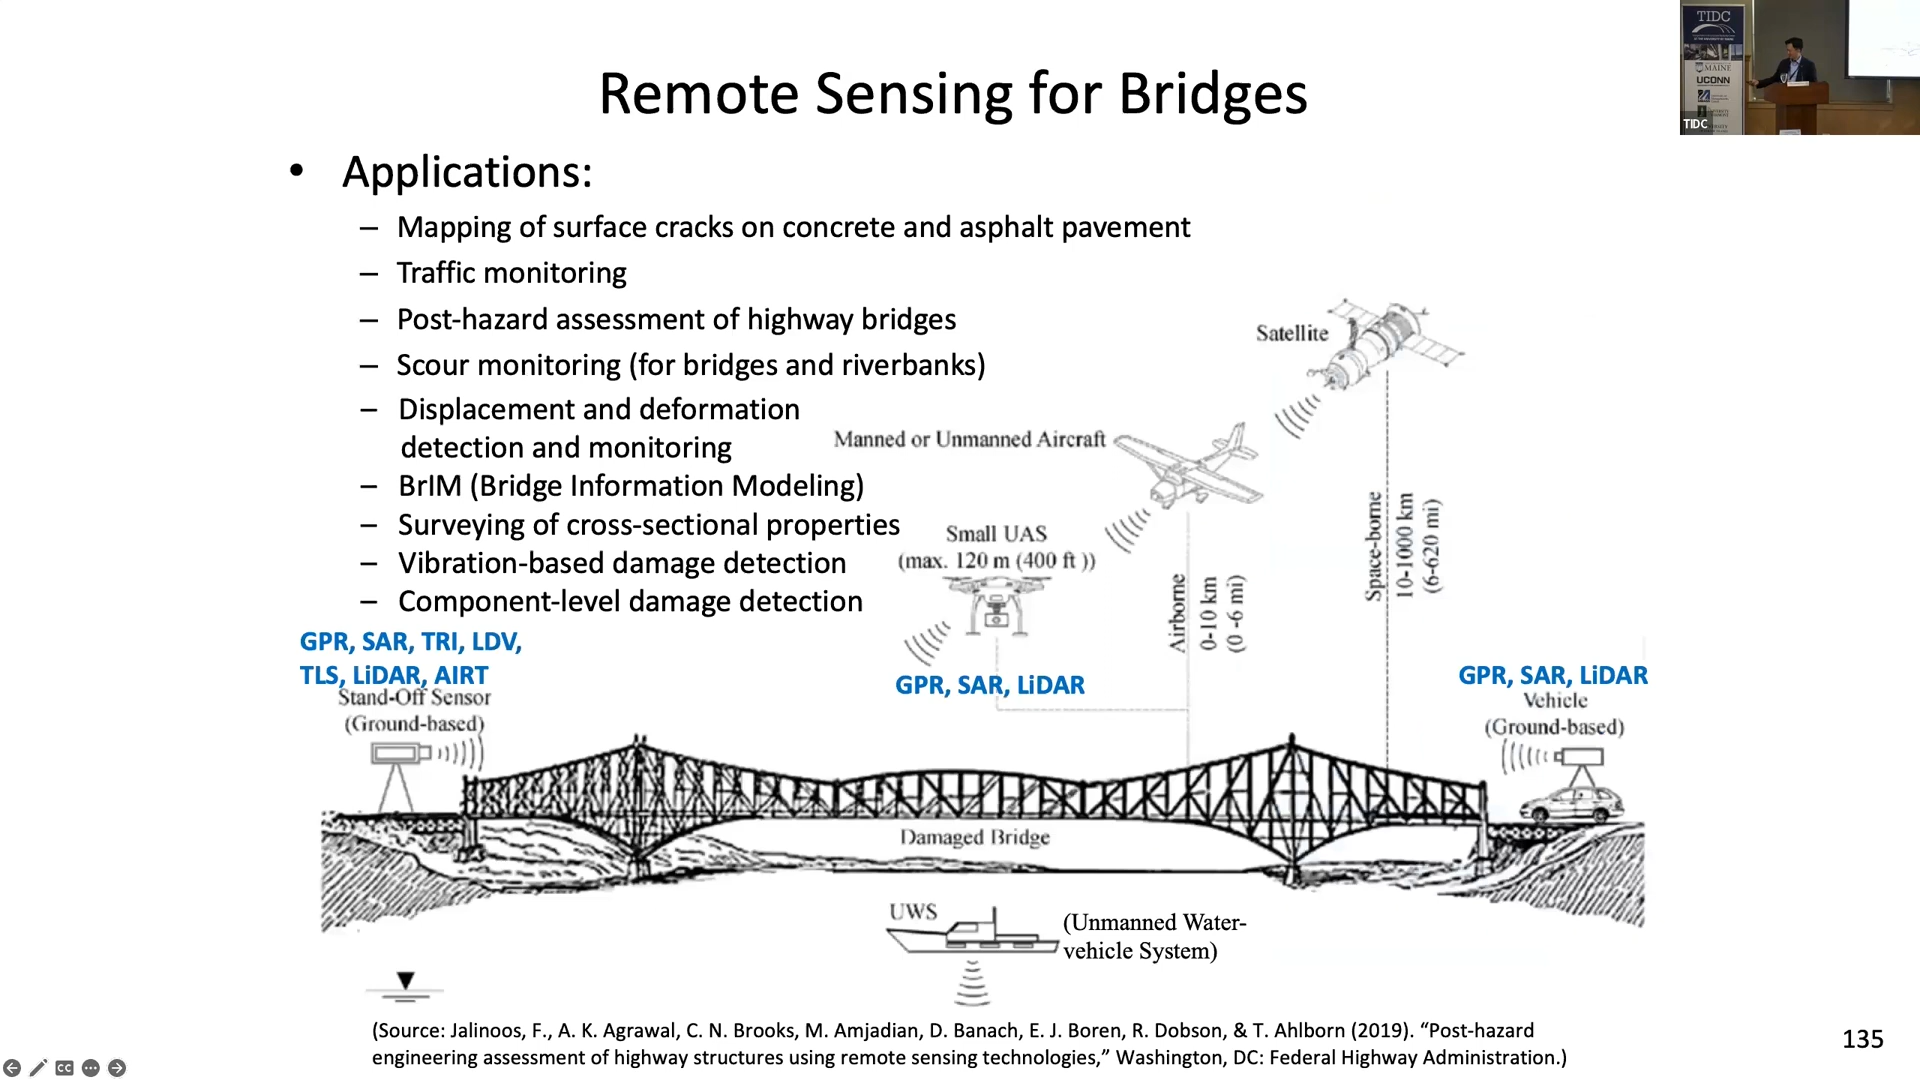 Remote Sensing for Bridges
• Applications:
– Mapping of surface cracks on concrete and asphalt pavement
– Traffic monitoring
– Post-hazard assessment of highway bridges
– Scour monitoring (for bridges and riverbanks)
– Displacement and deformation
detection and monitoring
– BrIM (Bridge Information Modeling)
– Surveying of cross-sectional properties
– Vibration-based damage detection
– Component-level damage detection
Satellite
Manned or Unmanned Aircraft
Small UAS
(max. 120 m (400 ft ))
Airborne
0-10 km
(0 -6 mi)
Space-borne
10-1000 km
(6-620 mi)
GPR, SAR, TRI, LDV,
TLS, LiDAR, AIRT
Stand-Off Sensor
(Ground-based)
GPR, SAR, LiDAR
GPR, SAR, LiDAR
Vehicle
(Ground-based)
Damaged Bridge
UWS
(Unmanned Water-
vehicle System)
(Source: Jalinoos, F., A. K. Agrawal, C. N. Brooks, M. Amjadian, D. Banach, E. J. Boren, R. Dobson, & T. Ahlborn (2019). “Post-hazard
engineering assessment of highway structures using remote sensing technologies,” Washington, DC: Federal Highway Administration.)
135
CC
TIDC
MAINE
UCONN
TIDC